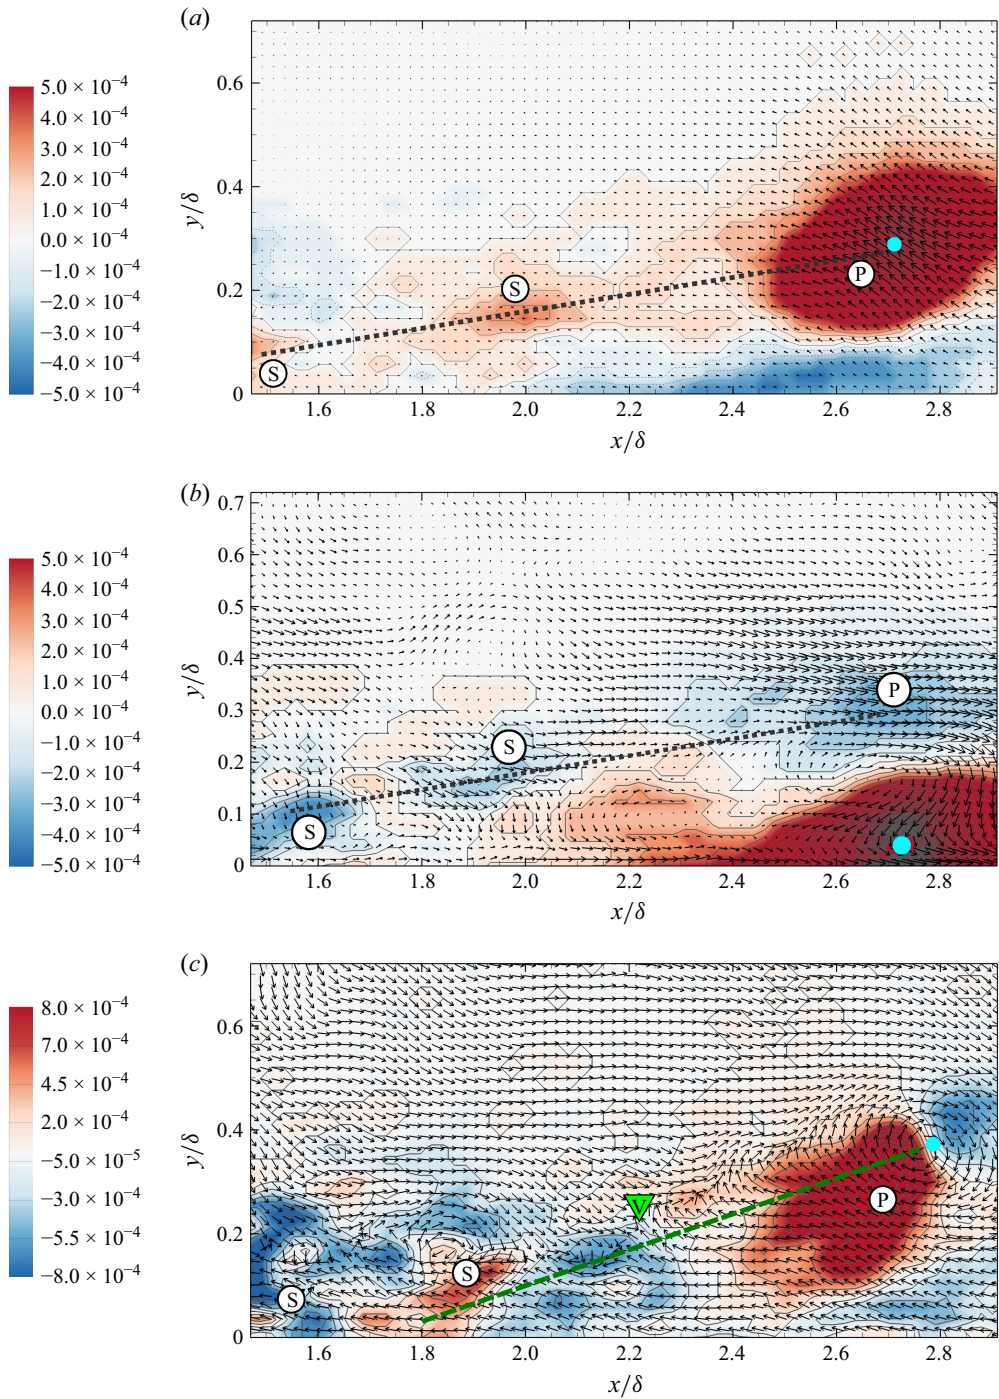 (a)
5.0 × 10⁻⁴
4.0 × 10⁻⁴
3.0 × 10⁻⁴
2.0 × 10⁻⁴
1.0 × 10⁻⁴
0.0 × 10⁻⁴
−1.0 × 10⁻⁴
−3.0 × 10⁻⁴
−3.0 × 10⁻⁴
−4.0 × 10⁻⁴
−5.0 × 10⁻⁴
y/δ
0.6
0.4
0.2
0
S
S
P
1.6 1.8 2.0 2.2 2.4 2.6 2.8
x/δ
(b)
5.0 × 10⁻⁴
4.0 × 10⁻⁴
3.0 × 10⁻⁴
2.0 × 10⁻⁴
1.0 × 10⁻⁴
0.0 × 10⁻⁴
−1.0 × 10⁻⁴
−3.0 × 10⁻⁴
−3.0 × 10⁻⁴
−4.0 × 10⁻⁴
−5.0 × 10⁻⁴
y/δ
0.7
0.6
0.5
0.4
0.3
0.2
0.1
0
P
S
S
1.6 1.8 2.0 2.2 2.4 2.6 2.8
x/δ
(c)
8.0 × 10⁻⁴
7.0 × 10⁻⁴
4.5 × 10⁻⁴
2.0 × 10⁻⁴
−5.0 × 10⁻⁵
−3.0 × 10⁻⁴
−5.5 × 10⁻⁴
−8.0 × 10⁻⁴
y/δ
0.6
0.4
0.2
0
P
U
S
S
1.6 1.8 2.0 2.2 2.4 2.6 2.8
x/δ